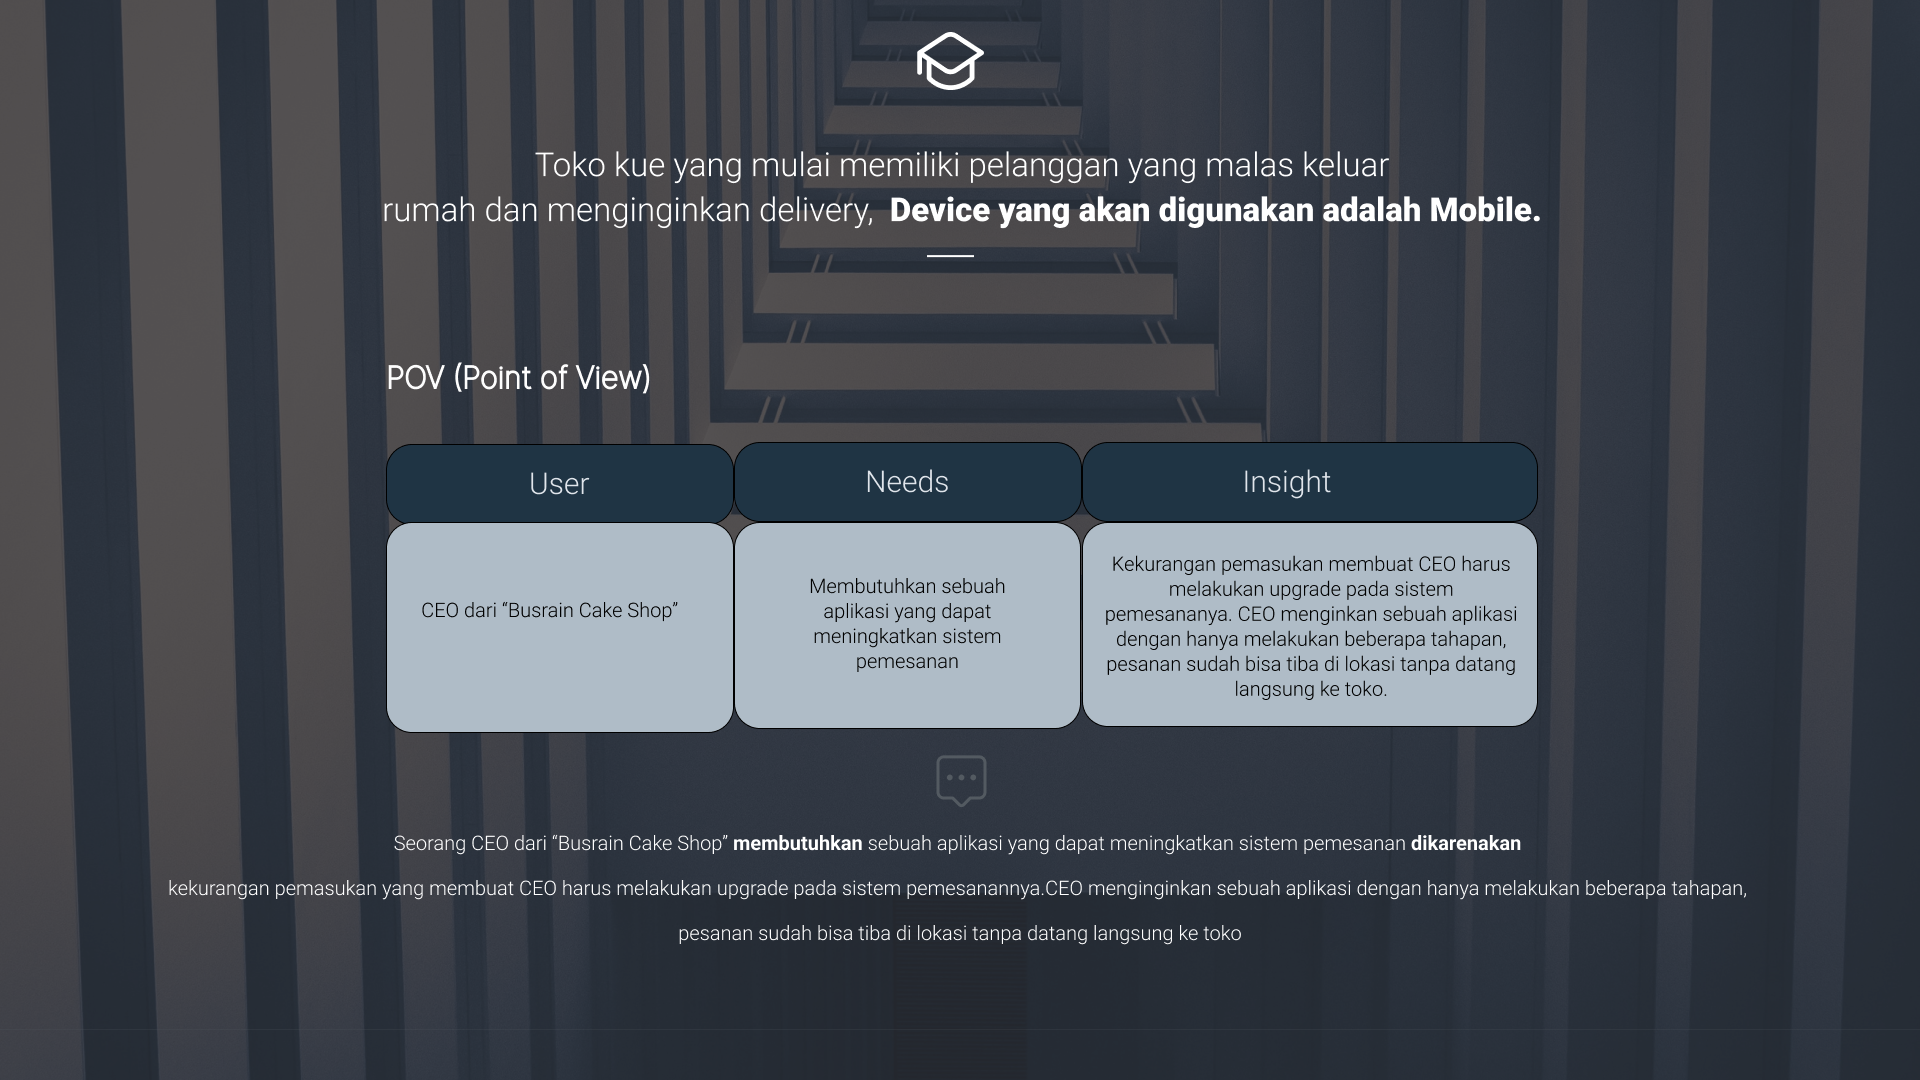 Toko kue yang mulai memiliki pelanggan yang malas keluar
rumah dan menginginkan delivery, Device yang akan digunakan adalah Mobile.
POV (Point of View)
User
Needs
Insight
CEO dari “Busrain Cake Shop”
Membutuhkan sebuah
aplikasi yang dapat
meningkatkan sistem
pemesanan
Kekurangan pemasukan membuat CEO harus
melakukan upgrade pada sistem
pemesananya. CEO menginkan sebuah aplikasi
dengan hanya melakukan beberapa tahapan,
pesanan sudah bisa tiba di lokasi tanpa datang
langsung ke toko.
Seorang CEO dari “Busrain Cake Shop” membutuhkan sebuah aplikasi yang dapat meningkatkan sistem pemesanan dikarenakan
kekurangan pemasukan yang membuat CEO harus melakukan upgrade pada sistem pemesanannya.CEO menginginkan sebuah aplikasi dengan hanya melakukan beberapa tahapan,
pesanan sudah bisa tiba di lokasi tanpa datang langsung ke toko